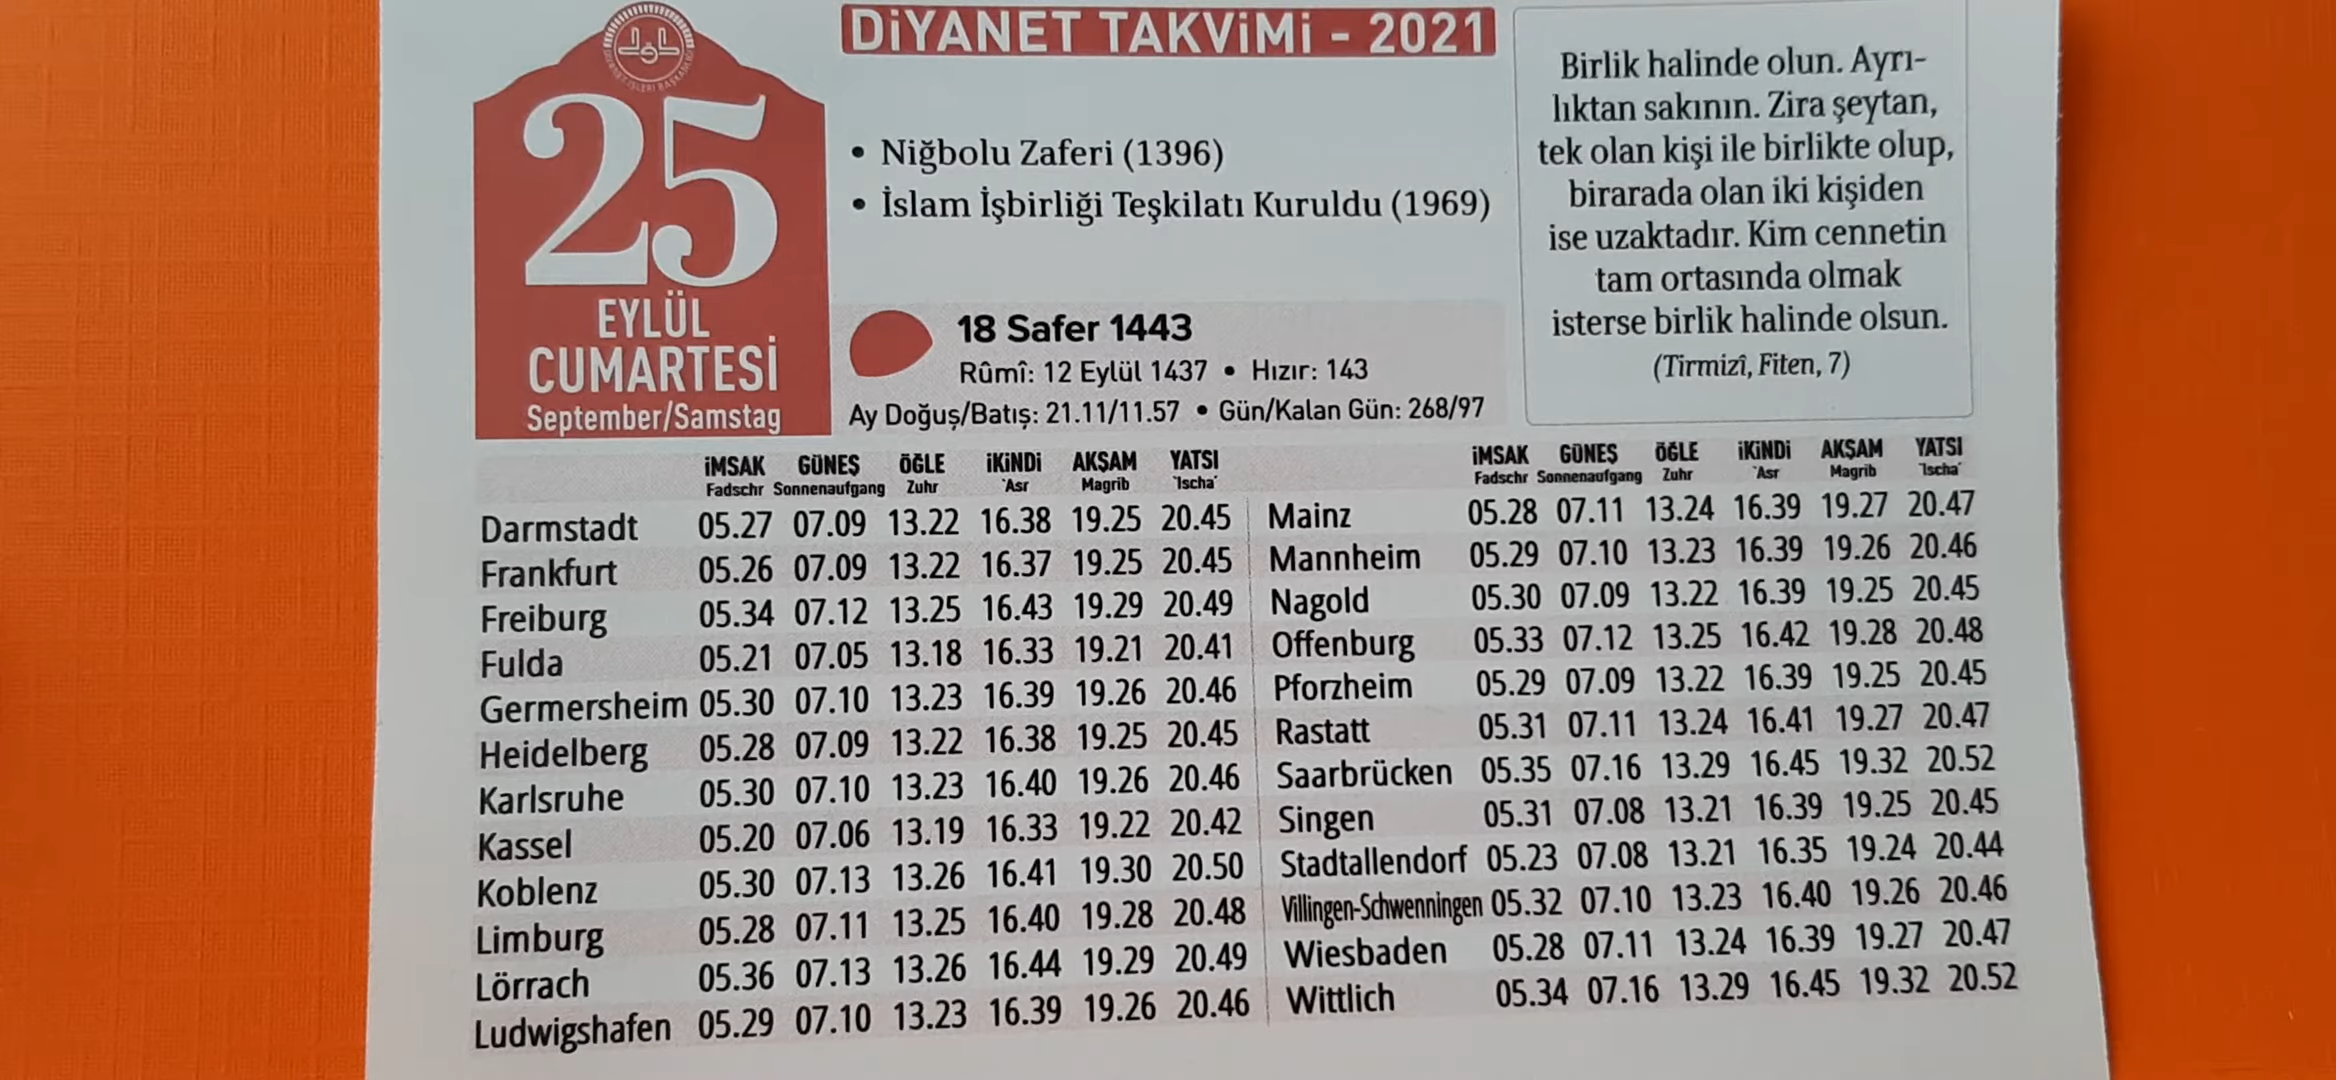 DİYANET TAKVİMİ - 2021
25
EYLÜL
CUMARTESİ
September/Samstag
• Niğbolu Zaferi (1396)
• İslam İşbirliği Teşkilatı Kuruldu (1969)
18 Safer 1443
Rûmî: 12 Eylül 1437 • Hızır: 143
Ay Doğuş/Batış: 21.11/11.57 • Gün/Kalan Gün: 268/97
Birlik halinde olun. Ayrı-
lıktan sakının. Zira şeytan,
tek olan kişi ile birlikte olup,
birarada olan iki kişiden
ise uzaktadır. Kim cennetin
tam ortasında olmak
isterse birlik halinde olsun.
(Tirmizî, Fiten, 7)
İMSAK GÜNEŞ ÖĞLE İKİNDİ AKŞAM YATSI
Fadschr Sonnenaufgang Zuhr 'Asr Magrib 'Ischa'
Darmstadt 05.27 07.09 13.22 16.38 19.25 20.45
Frankfurt 05.26 07.09 13.22 16.37 19.25 20.45
Freiburg 05.34 07.12 13.25 16.43 19.29 20.49
Fulda 05.21 07.05 13.18 16.33 19.21 20.41
Germersheim 05.30 07.10 13.23 16.39 19.26 20.46
Heidelberg 05.28 07.09 13.22 16.38 19.25 20.45
Karlsruhe 05.30 07.10 13.23 16.40 19.26 20.46
Kassel 05.20 07.06 13.19 16.33 19.22 20.42
Koblenz 05.30 07.13 13.26 16.41 19.30 20.50
Limburg 05.28 07.11 13.25 16.40 19.28 20.48
Lörrach 05.36 07.13 13.26 16.44 19.29 20.49
Ludwigshafen 05.29 07.10 13.23 16.39 19.26 20.46
İMSAK GÜNEŞ ÖĞLE İKİNDİ AKŞAM YATSI
Fadschr Sonnenaufgang Zuhr 'Asr Magrib 'Ischa'
Mainz 05.28 07.11 13.24 16.39 19.27 20.47
Mannheim 05.29 07.10 13.23 16.39 19.26 20.46
Nagold 05.30 07.09 13.22 16.39 19.25 20.45
Offenburg 05.33 07.12 13.25 16.42 19.28 20.48
Pforzheim 05.29 07.09 13.22 16.39 19.25 20.45
Rastatt 05.31 07.11 13.24 16.41 19.27 20.47
Saarbrücken 05.35 07.16 13.29 16.45 19.32 20.52
Singen 05.31 07.08 13.21 16.39 19.25 20.45
Stadtallendorf 05.23 07.08 13.21 16.35 19.24 20.44
Villingen-Schwenningen 05.32 07.10 13.23 16.40 19.26 20.46
Wiesbaden 05.28 07.11 13.24 16.39 19.27 20.47
Wittlich 05.34 07.16 13.29 16.45 19.32 20.52